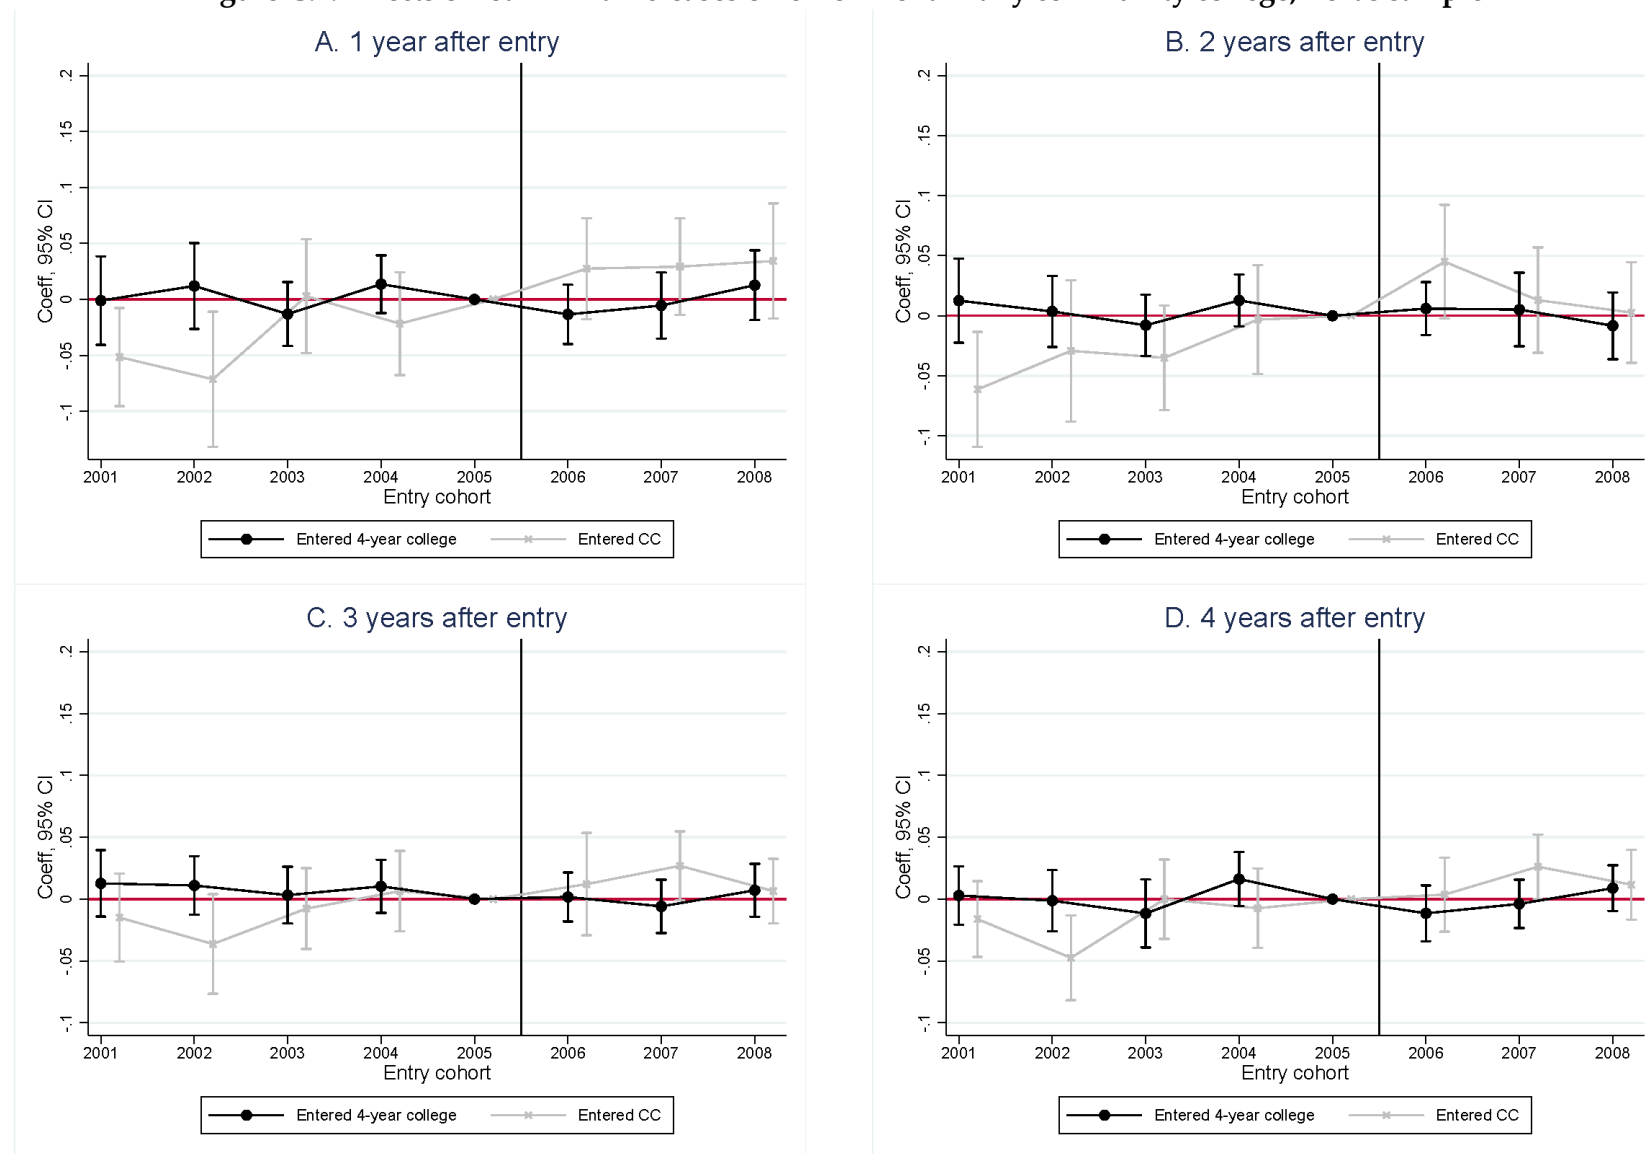 A. 1 year after entry
Coeff, 95% CI
.2
.15
.1
.05
0
-.05
-.1
2001 2002 2003 2004 2005 2006 2007 2008
Entry cohort
Entered 4-year college Entered CC
B. 2 years after entry
Coeff, 95% CI
.2
.15
.1
.05
0
-.05
-.1
2001 2002 2003 2004 2005 2006 2007 2008
Entry cohort
Entered 4-year college Entered CC
C. 3 years after entry
Coeff, 95% CI
.2
.15
.1
.05
0
-.05
-.1
2001 2002 2003 2004 2005 2006 2007 2008
Entry cohort
Entered 4-year college Entered CC
D. 4 years after entry
Coeff, 95% CI
.2
.15
.1
.05
0
-.05
-.1
2001 2002 2003 2004 2005 2006 2007 2008
Entry cohort
Entered 4-year college Entered CC